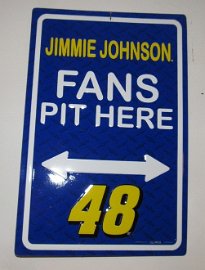 JIMMIE JOHNSON
FANS
PIT HERE
48